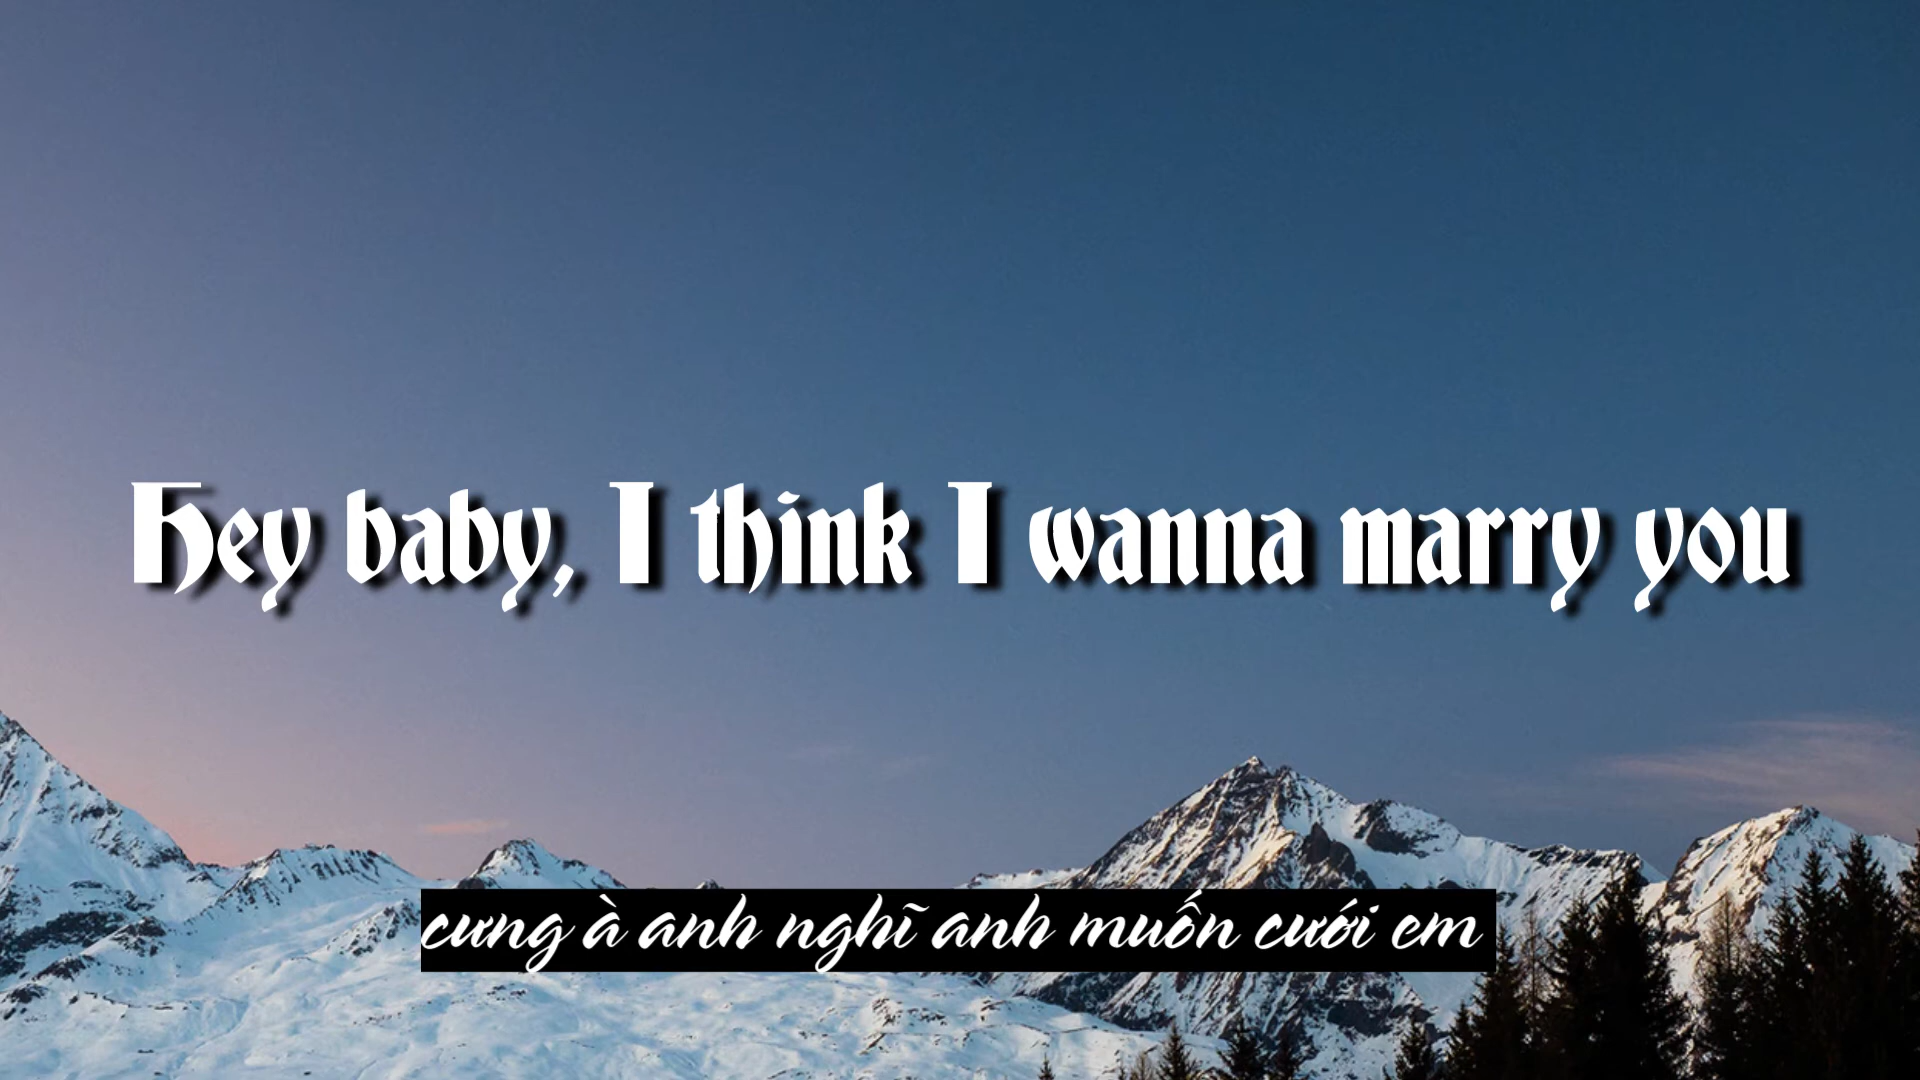 Hey baby, I think I wanna marry you
cưng à anh nghĩ anh muốn cưới em